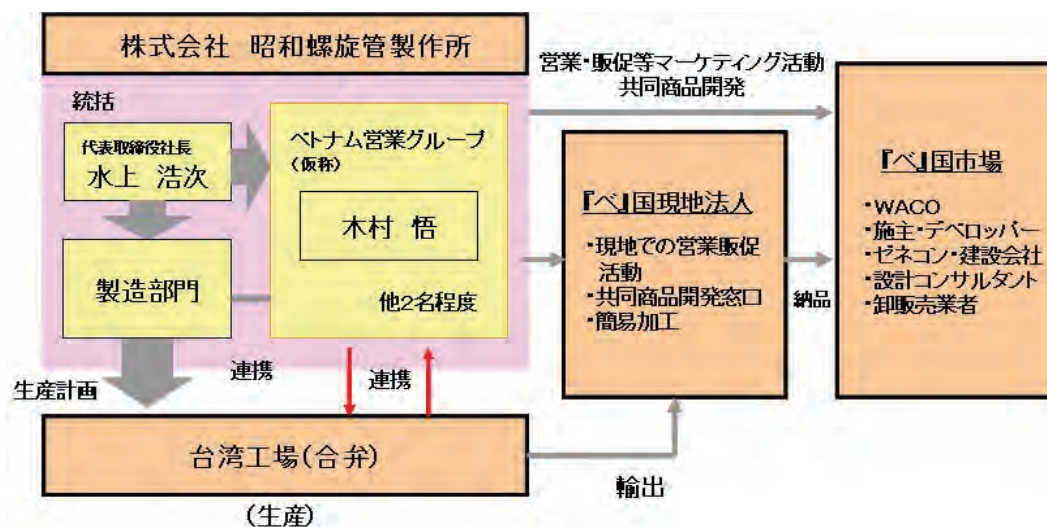 株式会社 昭和螺旋管製作所
統括
代表取締役社長
水上 浩次
製造部門
ベトナム営業グループ
(仮称)
木村 悟
他2名程度
連携
連携
生産計画
台湾工場(合弁)
(生産)
営業・販促等マーケティング活動
共同商品開発
『ベ』国現地法人
・現地での営業販促
活動
・共同商品開発窓口
・簡易加工
納品
輸出
『ベ』国市場
・WACO
・施主・デベロッパー
・ゼネコン・建設会社
・設計コンサルタント
・卸販売業者